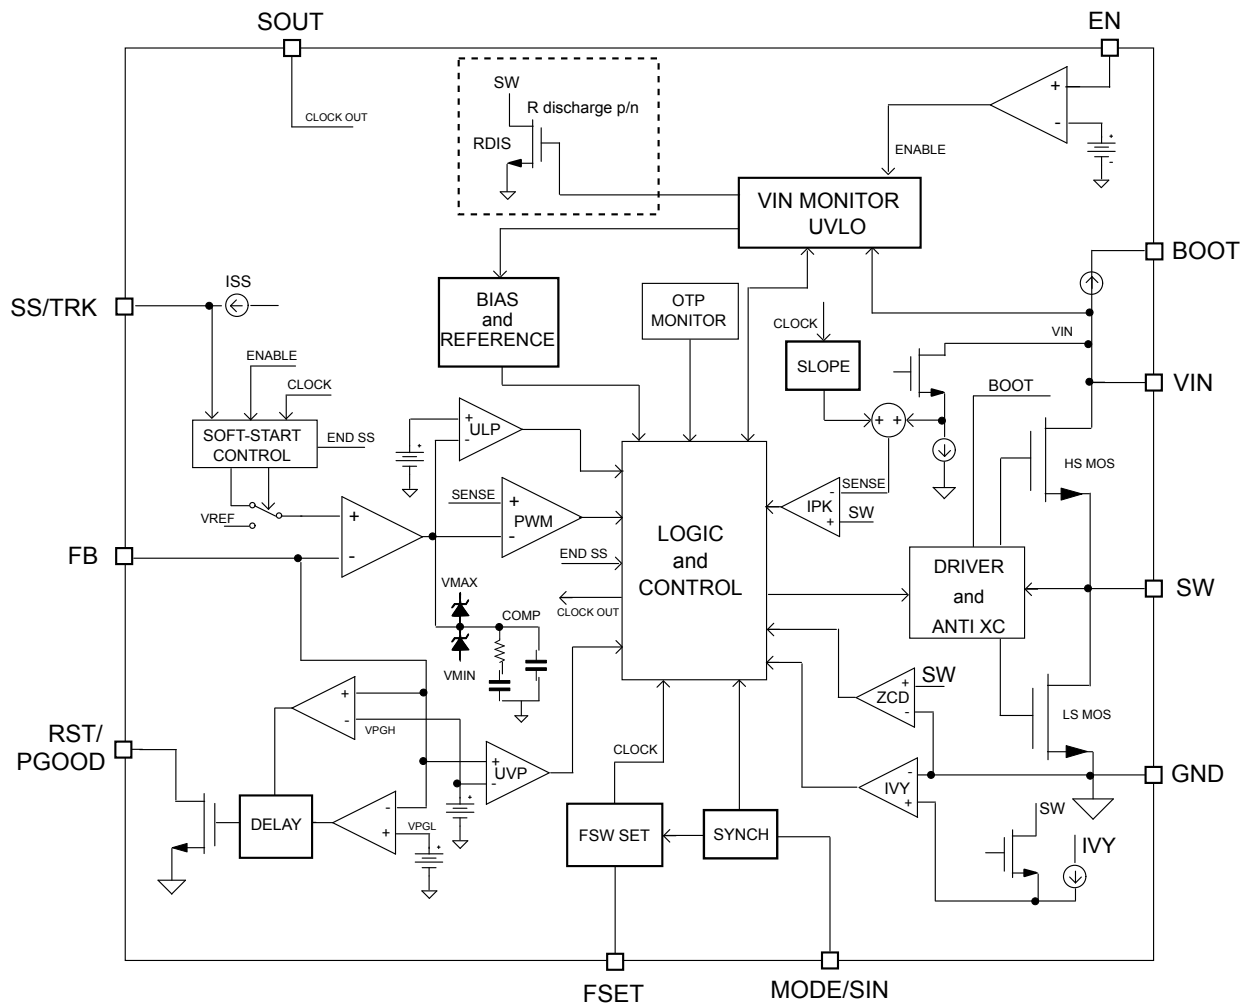 SOUT
EN
CLOCK OUT
SW
R discharge p/n
RDIS
+
-
+
-
ENABLE
VIN MONITOR
UVLO
BOOT
SS/TRK
ISS
BIAS
and
REFERENCE
OTP
MONITOR
CLOCK
SLOPE
VIN
VIN
ENABLE
CLOCK
SOFT-START
CONTROL
END SS
BOOT
+ +
HS MOS
+
ULP
-
+
SENSE
+
PWM
-
VREF
+
-
SENSE
-
IPK
+
SW
FB
END SS
CLOCK OUT
LOGIC
and
CONTROL
DRIVER
and
ANTI XC
SW
VMAX
COMP
VMIN
+
ZCD
-
SW
LS MOS
RST/
PGOOD
+
-
VPGH
+
UVP
-
+
CLOCK
-
IVY
+
GND
DELAY
-
+
VPGL
+
FSW SET
SYNCH
SW
IVY
FSET
MODE/SIN